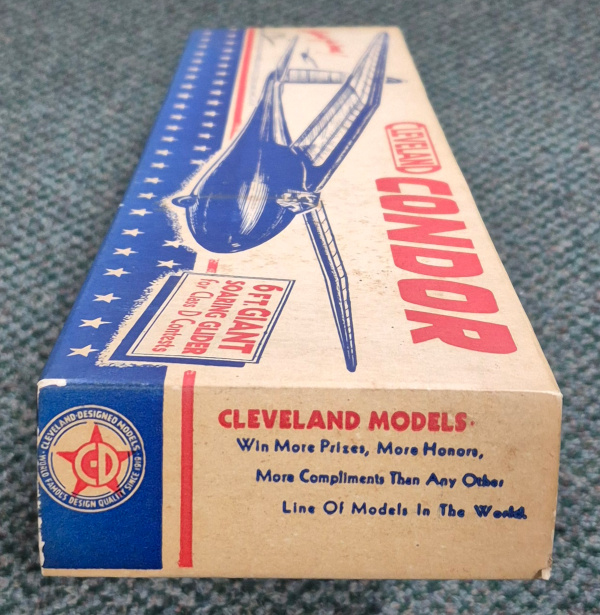 CLEVELAND
CONDOR
6 FT. GIANT
SOARING GLIDER
For Class D Contests
CLEVELAND MODELS
Win More Prizes, More Honors,
More Compliments Than Any Other
Line Of Models In The World.
CLEVELAND-DESIGNED MODELS
C-D
WORLD FAMOUS DESIGN QUALITY SINCE 1919